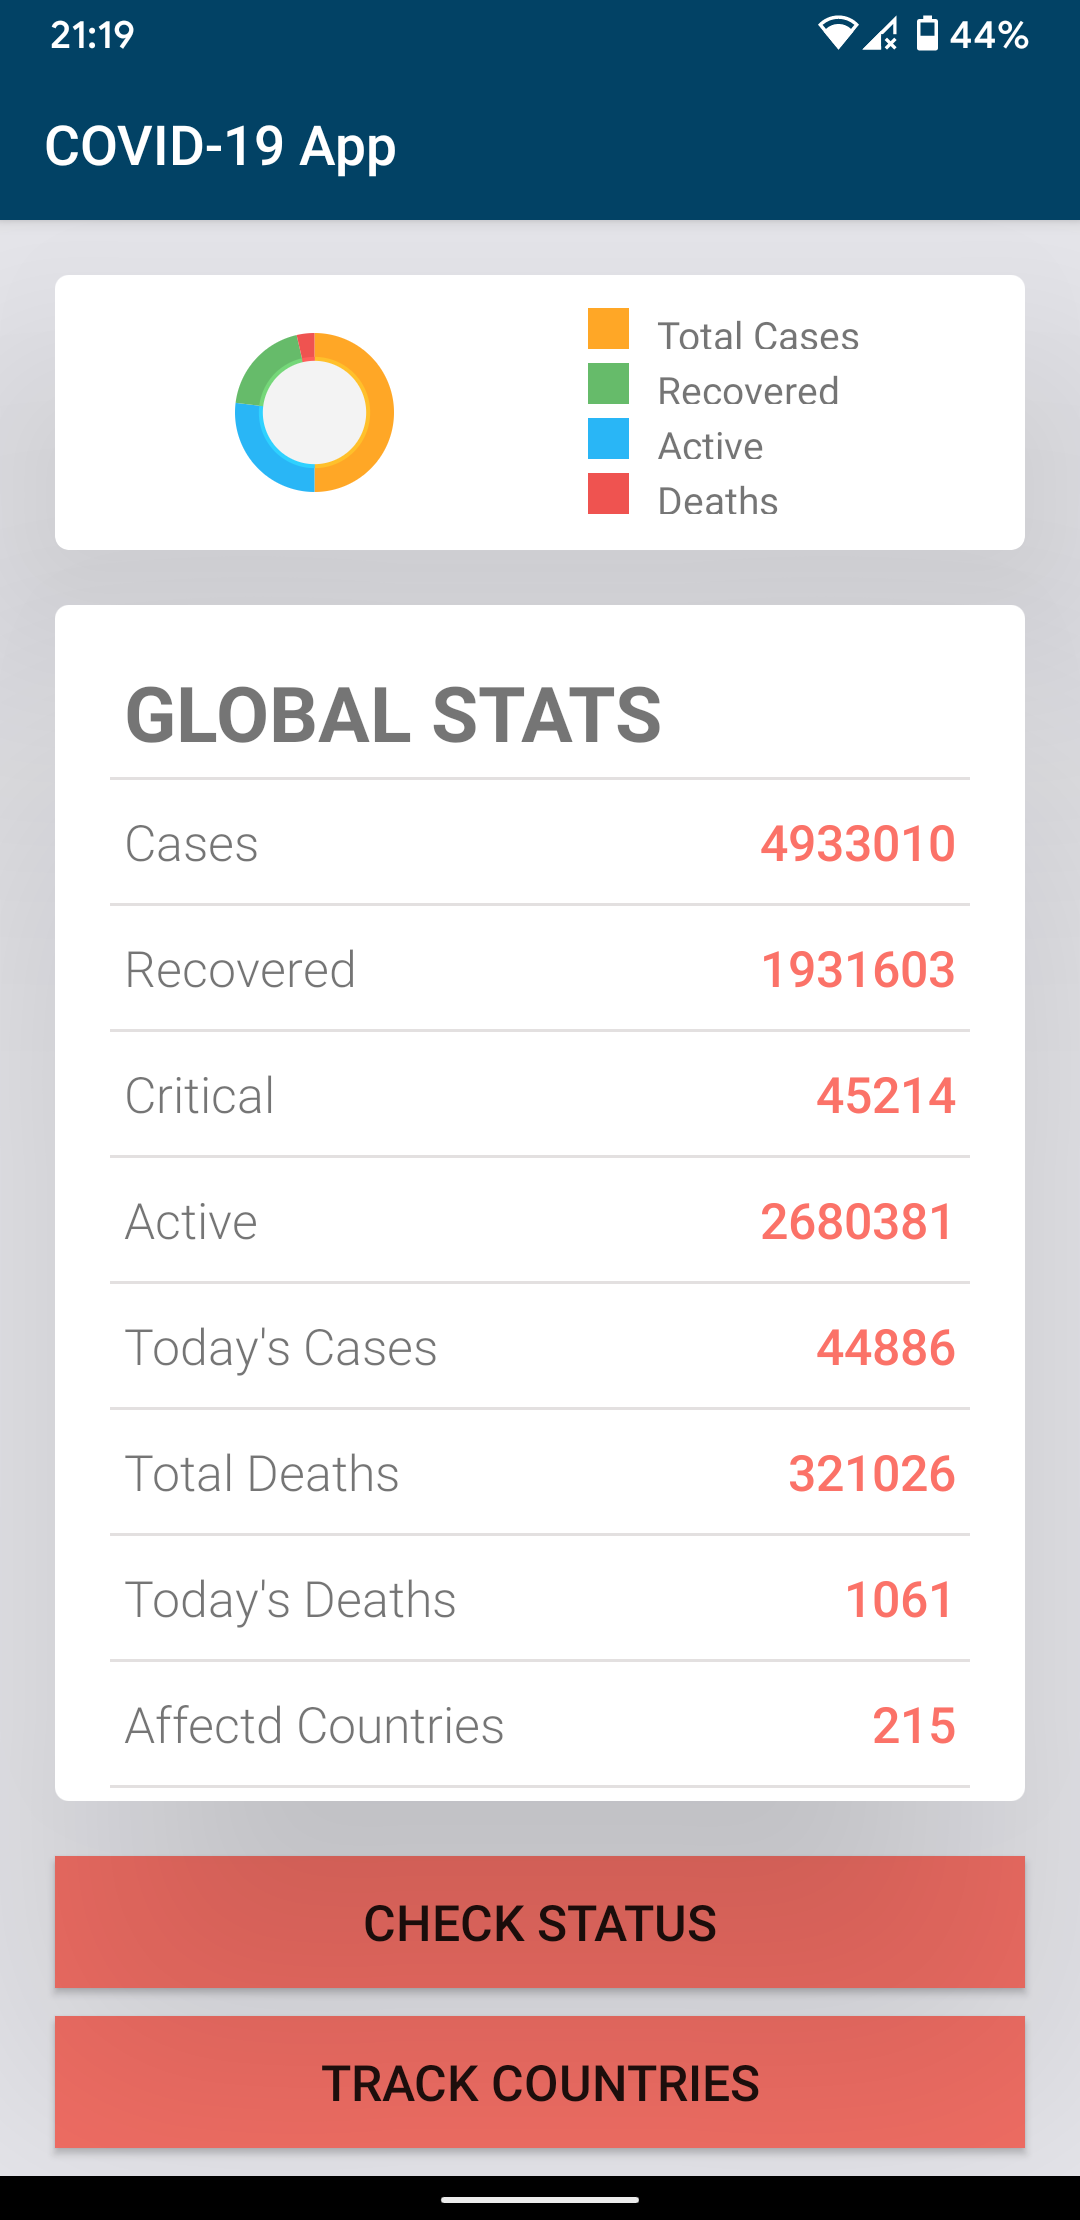 21:19 44%
COVID-19 App
Total Cases
Recovered
Active
Deaths
GLOBAL STATS
Cases 4933010
Recovered 1931603
Critical 45214
Active 2680381
Today's Cases 44886
Total Deaths 321026
Today's Deaths 1061
Affectd Countries 215
CHECK STATUS
TRACK COUNTRIES